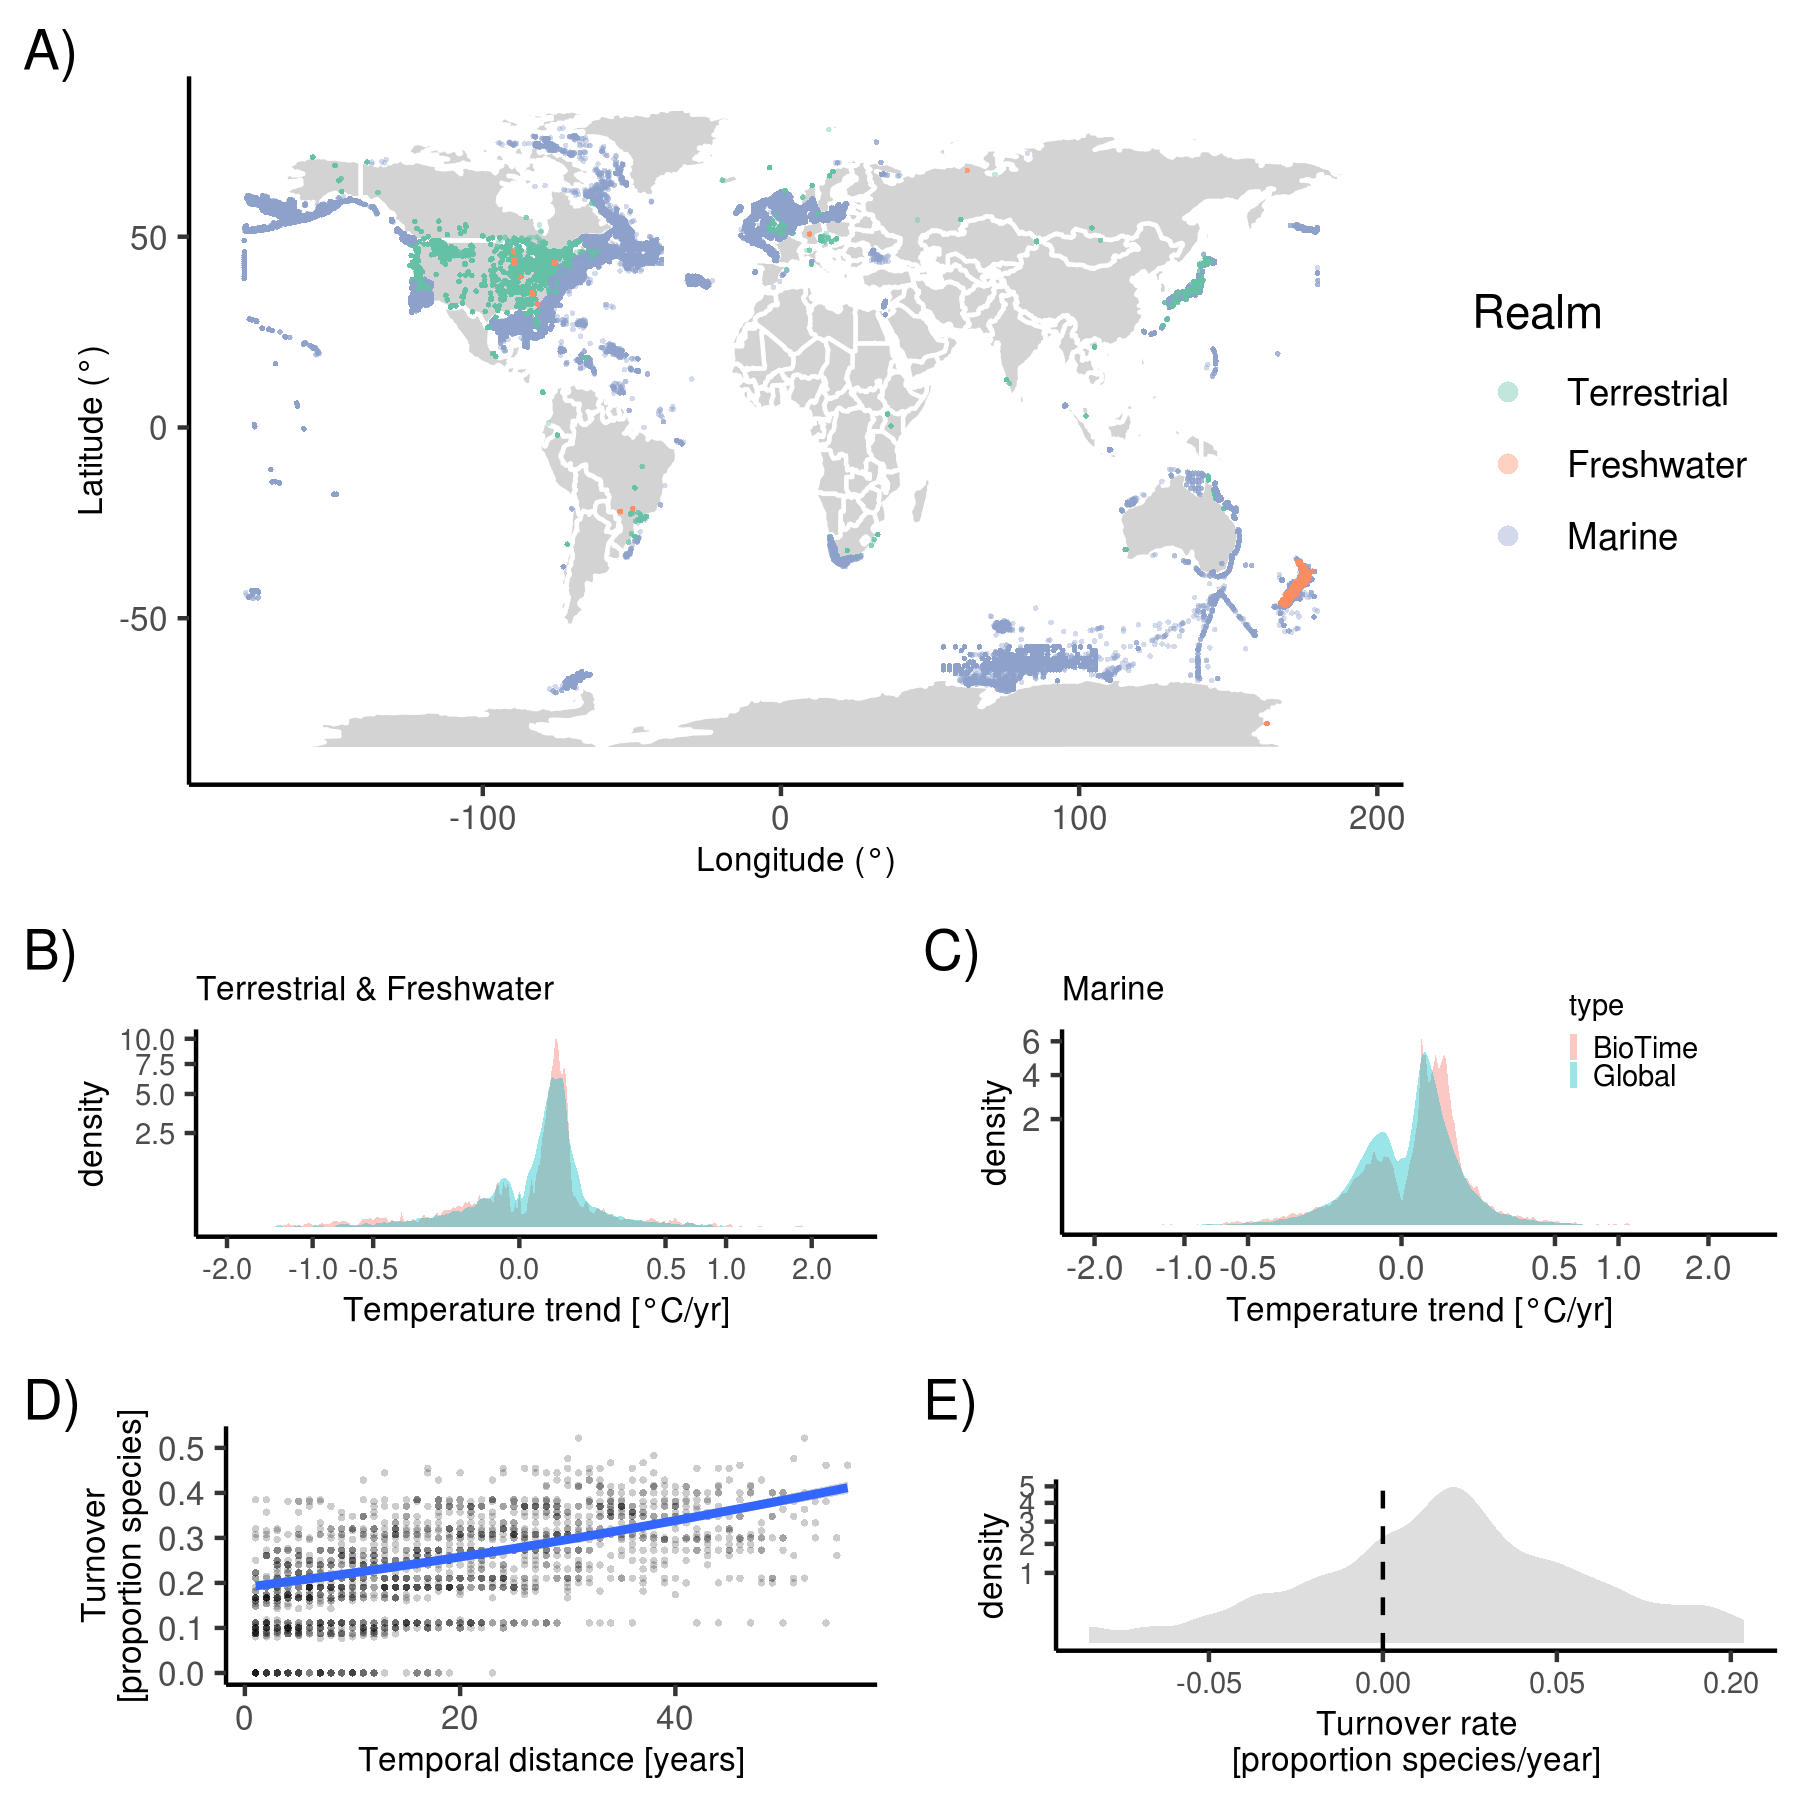 A)
50
0
-50
Latitude (°)
-100
0
100
200
Longitude (°)
Realm
Terrestrial
Freshwater
Marine
B)
Terrestrial & Freshwater
10.0
7.5
5.0
2.5
density
-2.0
-1.0
-0.5
0.0
0.5
1.0
2.0
Temperature trend [°C/yr]
C)
Marine
6
4
2
density
-2.0
-1.0
-0.5
0.0
0.5
1.0
2.0
Temperature trend [°C/yr]
type
BioTime
Global
D)
Turnover
[proportion species]
0.5
0.4
0.3
0.2
0.1
0.0
0
20
40
Temporal distance [years]
E)
density
5
4
3
2
1
-0.05
0.00
0.05
0.20
Turnover rate
[proportion species/year]